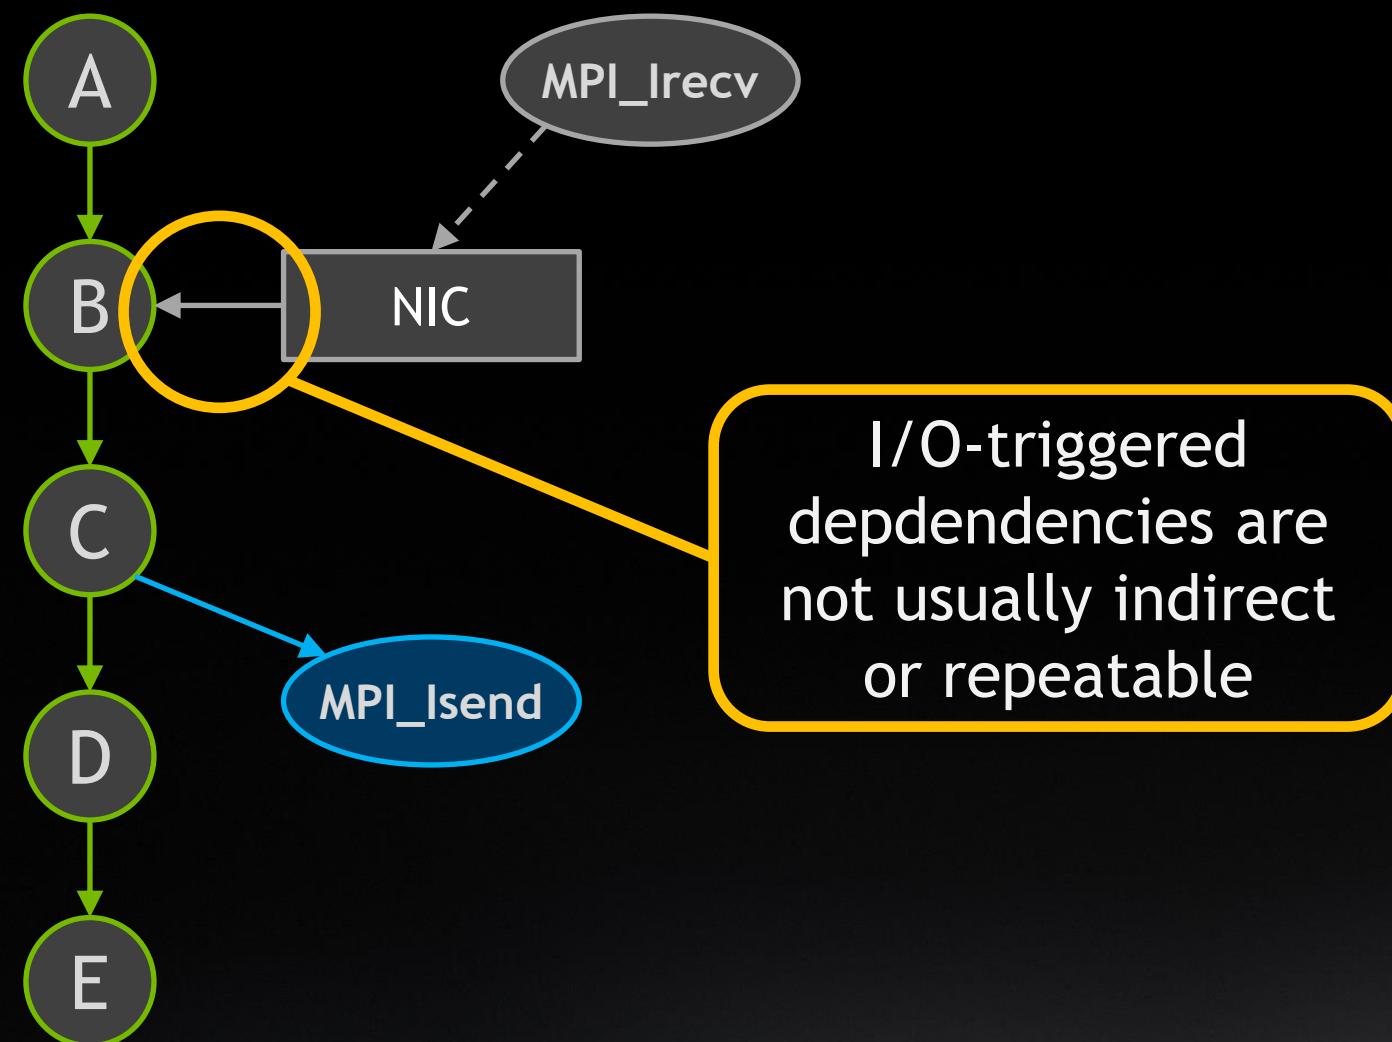 A
MPI_Irecv
B
NIC
I/O-triggered
depdendencies are
not usually indirect
or repeatable
C
MPI_Isend
D
E